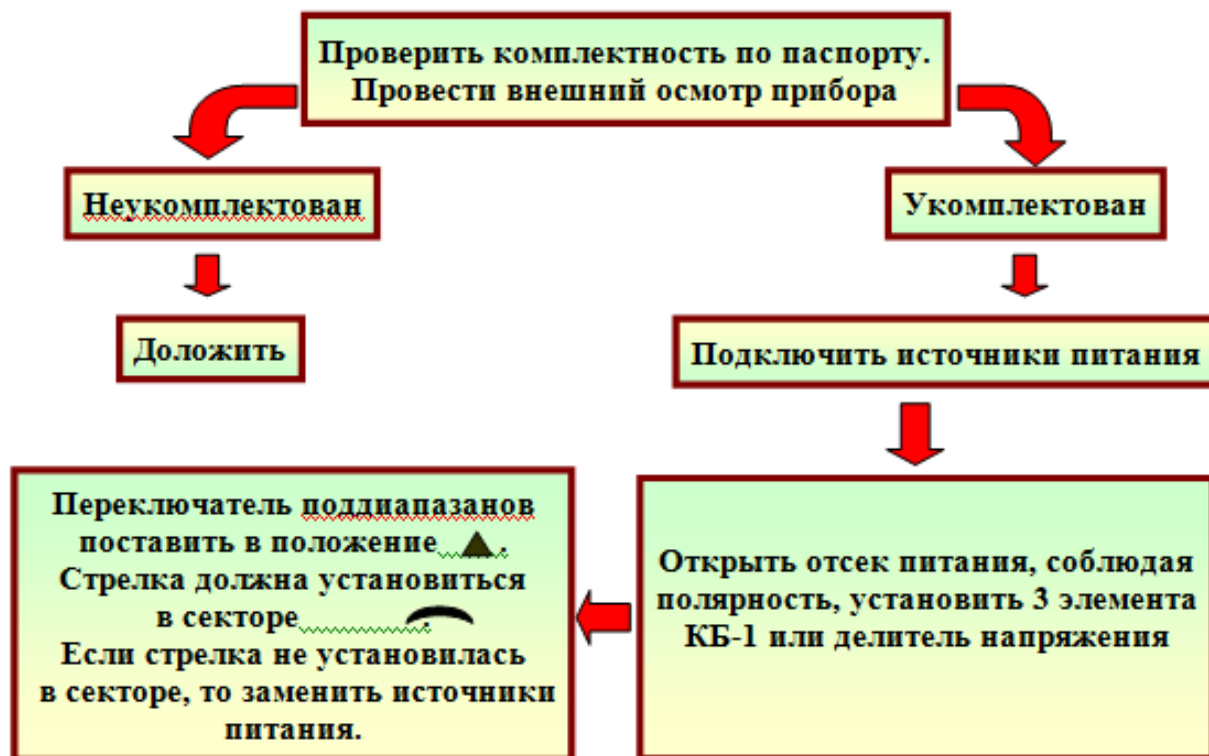 Проверить комплектность по паспорту.
Провести внешний осмотр прибора
Неукомплектован
Укомплектован
Доложить
Подключить источники питания
Переключатель поддиапазанов
поставить в положение ▲.
Стрелка должна установиться
в секторе .
Если стрелка не установилась
в секторе, то заменить источники
питания.
Открыть отсек питания, соблюдая
полярность, установить 3 элемента
КБ-1 или делитель напряжения